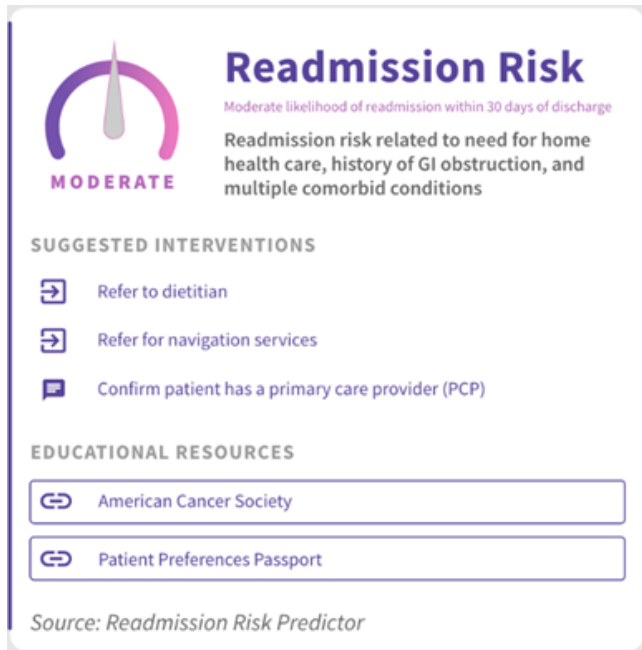 Readmission Risk
Moderate likelihood of readmission within 30 days of discharge
Readmission risk related to need for home
health care, history of GI obstruction, and
multiple comorbid conditions
MODERATE
SUGGESTED INTERVENTIONS
Refer to dietitian
Refer for navigation services
Confirm patient has a primary care provider (PCP)
EDUCATIONAL RESOURCES
American Cancer Society
Patient Preferences Passport
Source: Readmission Risk Predictor